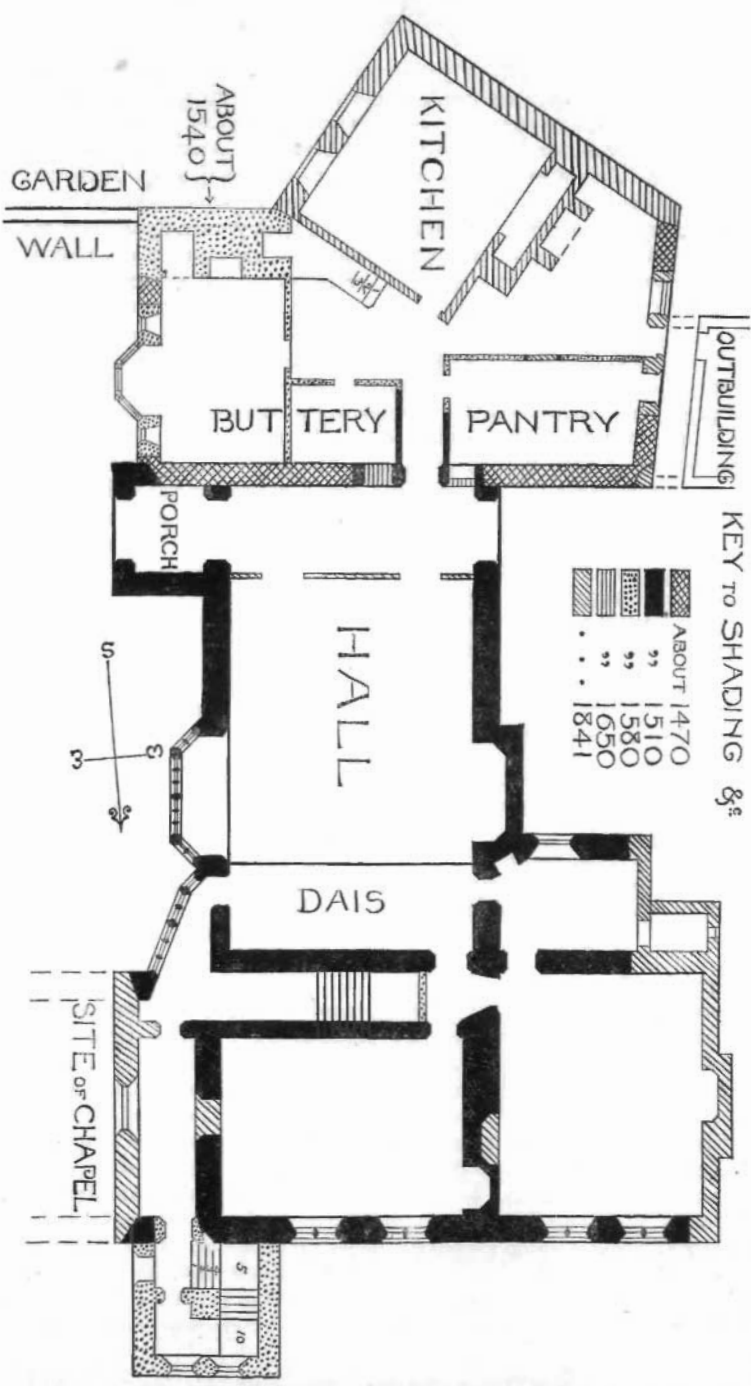 KITCHEN
ABOUT
1540
GARDEN
WALL
OUTBUILDING
BUTTERY
PANTRY
PORCH
KEY TO SHADING &c
ABOUT 1470
" 1510
" 1580
" 1650
. . . 1841
HALL
S
DAIS
SITE OF CHAPEL
5
10